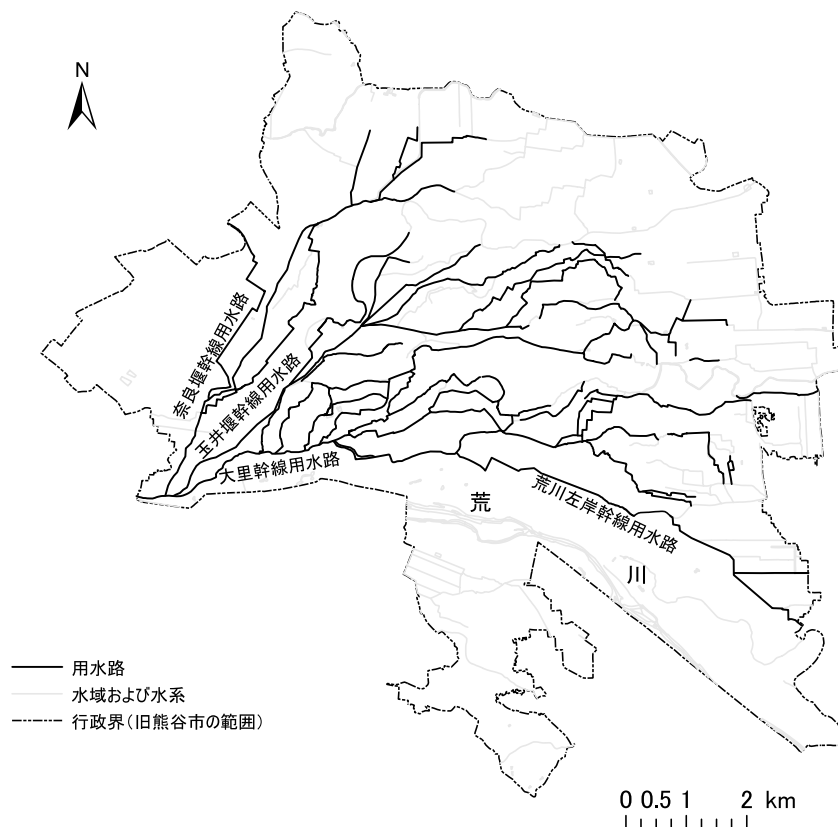 N
奈良堰幹線用水路
玉井堰幹線用水路
大里幹線用水路
荒川左岸幹線用水路
荒
川
用水路
水域および水系
行政界(旧熊谷市の範囲)
0 0.5 1 2 km